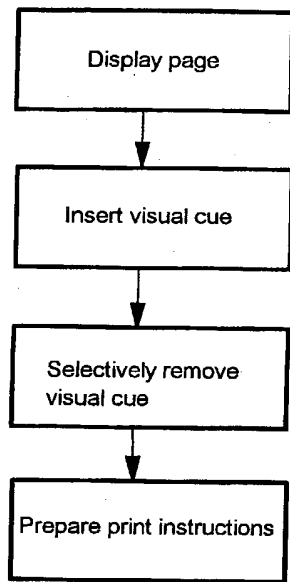 Display page
Insert visual cue
Selectively remove
visual cue
Prepare print instructions